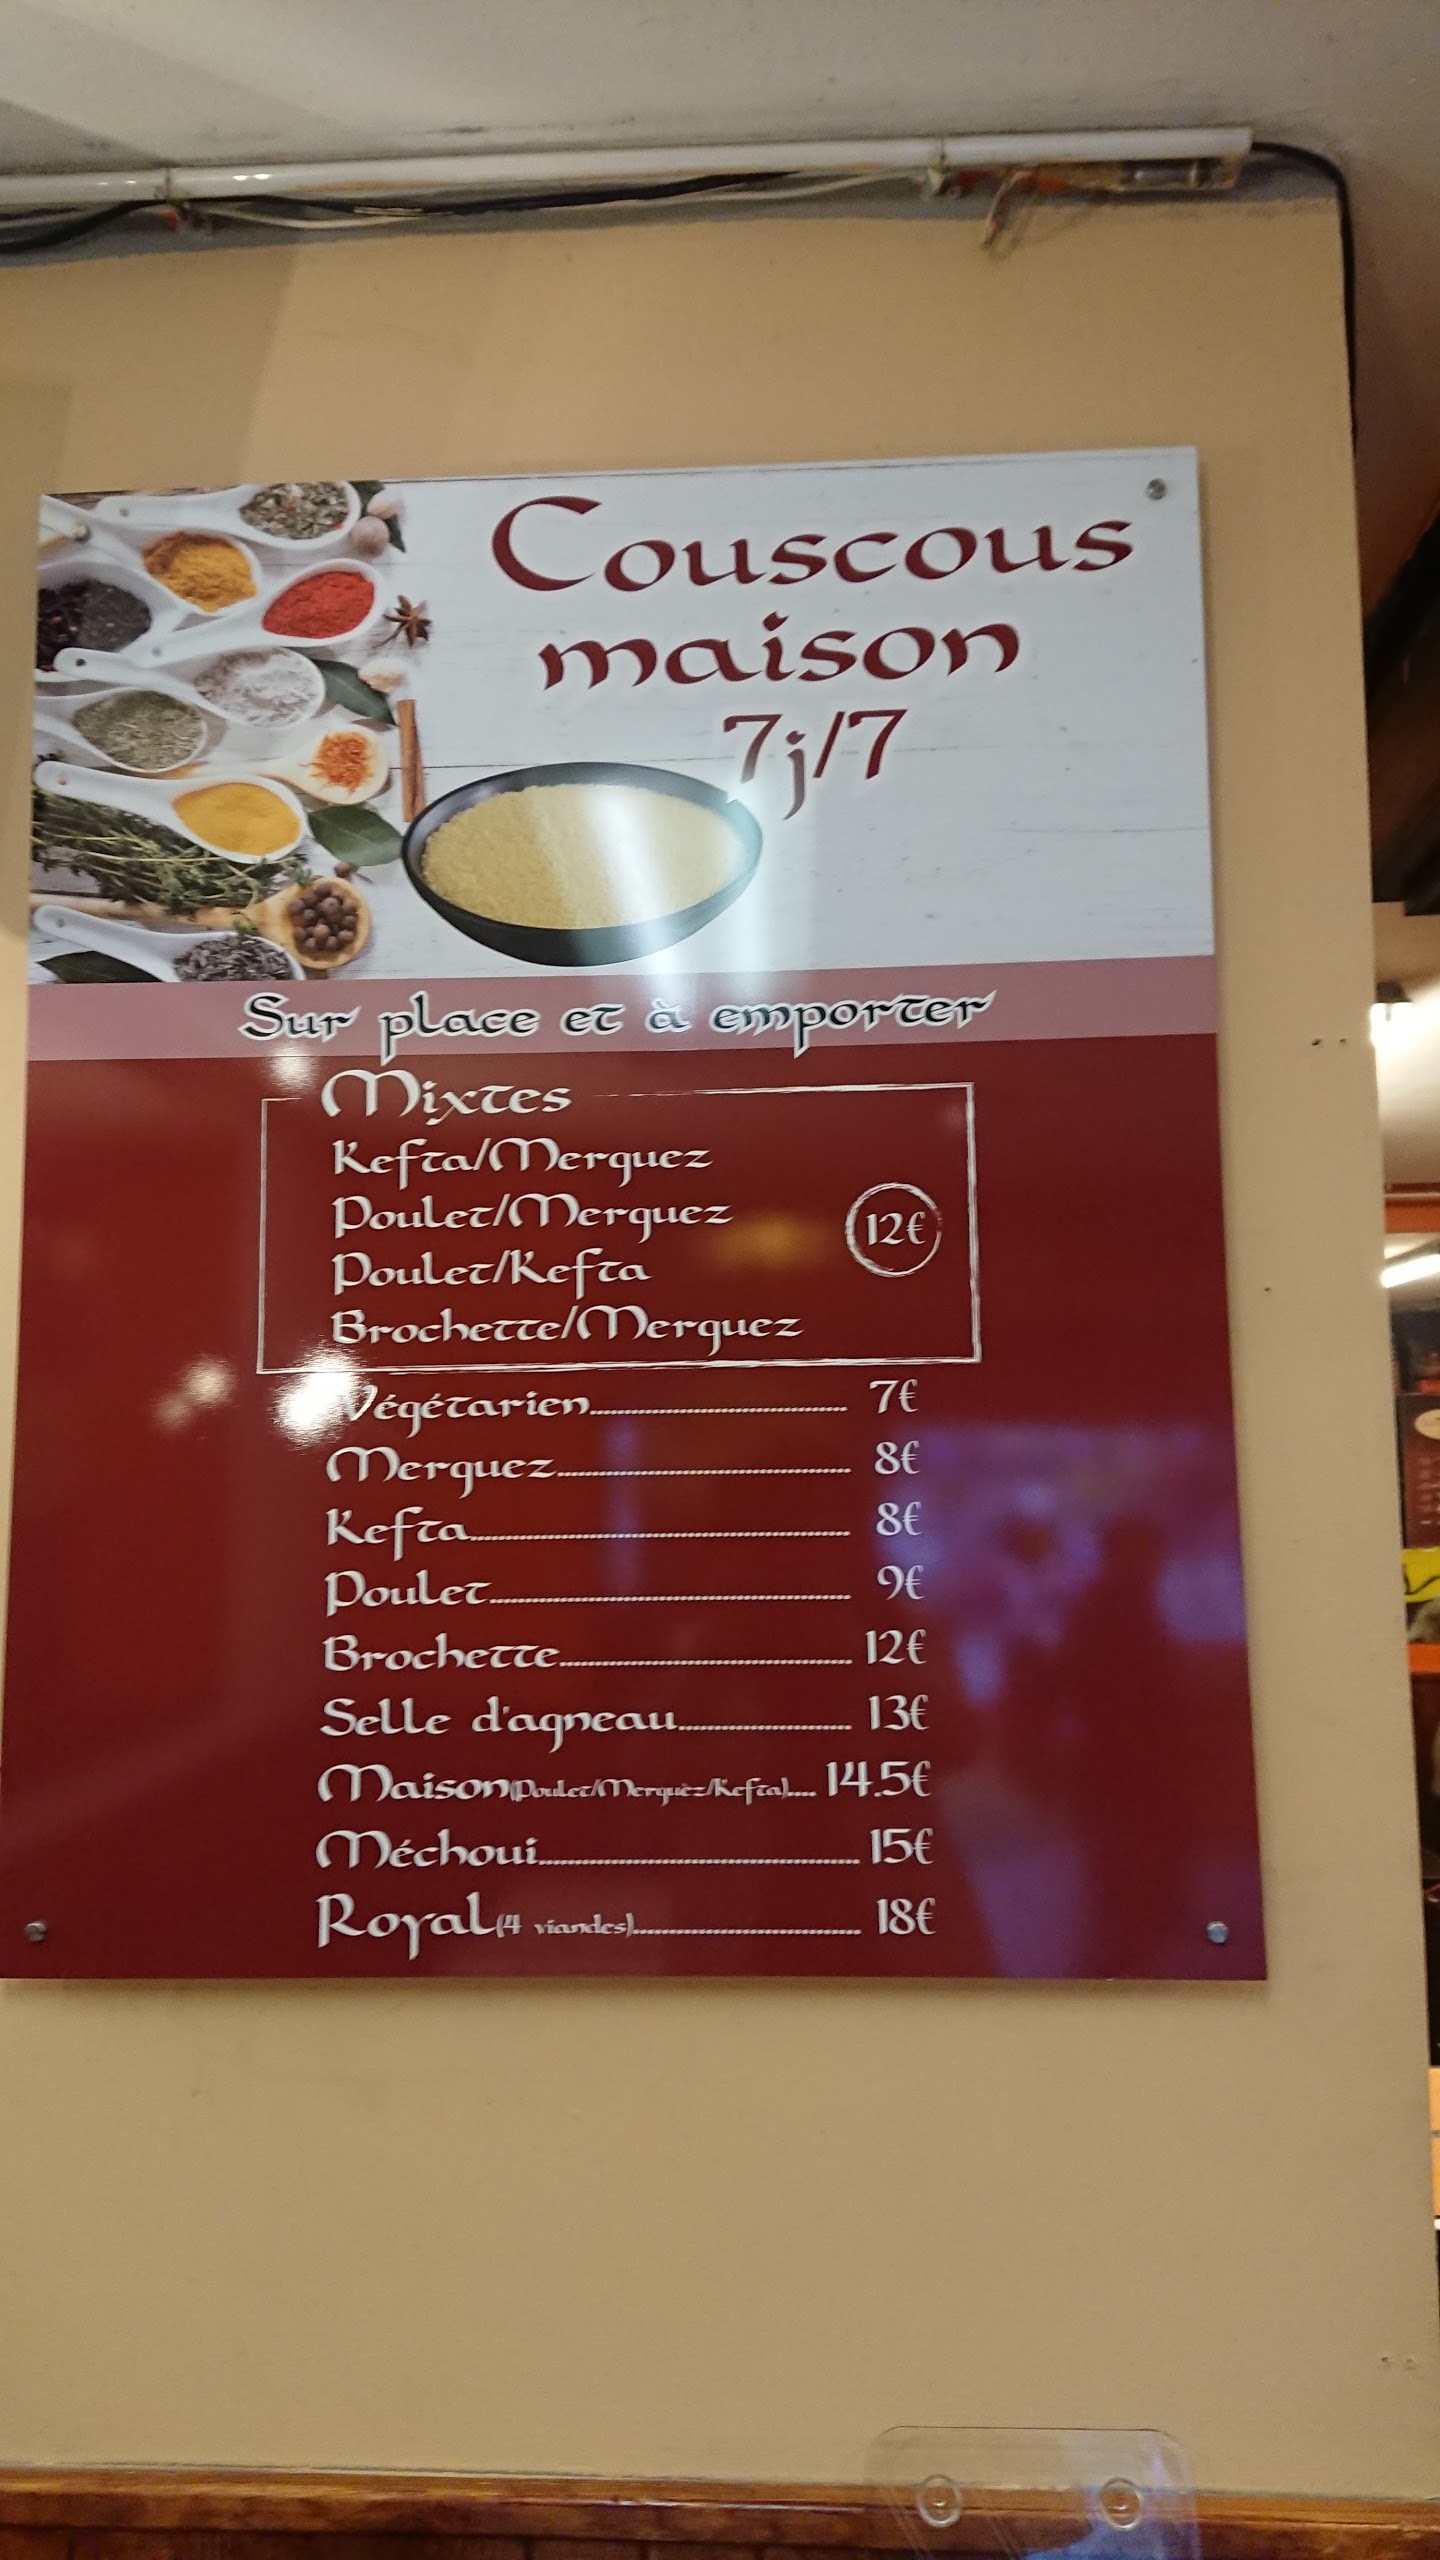 Couscous
maison
7j/7
Sur place et à emporter
Mixtes
Kefta/Merguez
Poulet/Merguez
Poulet/Kefta
Brochette/Merguez
12€
Végétarien 7€
Merguez 8€
Kefta 8€
Poulet 9€
Brochette 12€
Selle d'agneau 13€
Maison(Poulet/Merguèz/Kefta) 14.5€
Méchoui 15€
Royal(4 viandes) 18€